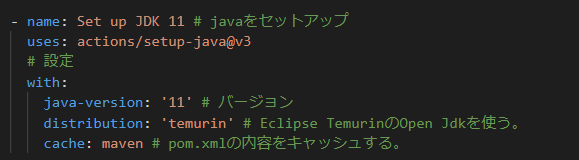 - name: Set up JDK 11 # javaをセットアップ
  uses: actions/setup-java@v3
  # 設定
  with:
    java-version: '11' # バージョン
    distribution: 'temurin' # Eclipse TemurinのOpen Jdkを使う。
    cache: maven # pom.xmlの内容をキャッシュする。